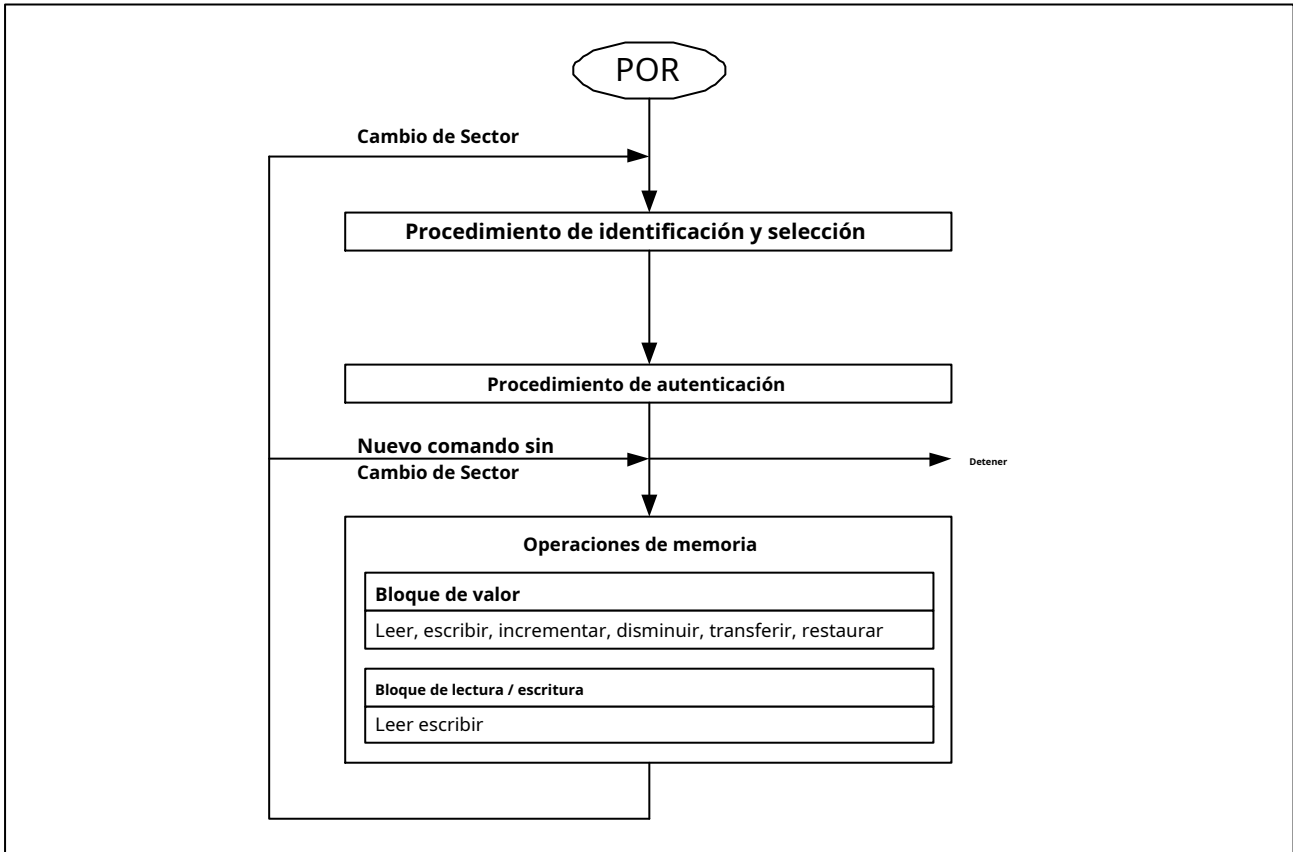 POR
Cambio de Sector
Procedimiento de identificación y selección
Procedimiento de autenticación
Nuevo comando sin
Cambio de Sector
Detener
Operaciones de memoria
Bloque de valor
Leer, escribir, incrementar, disminuir, transferir, restaurar
Bloque de lectura / escritura
Leer escribir